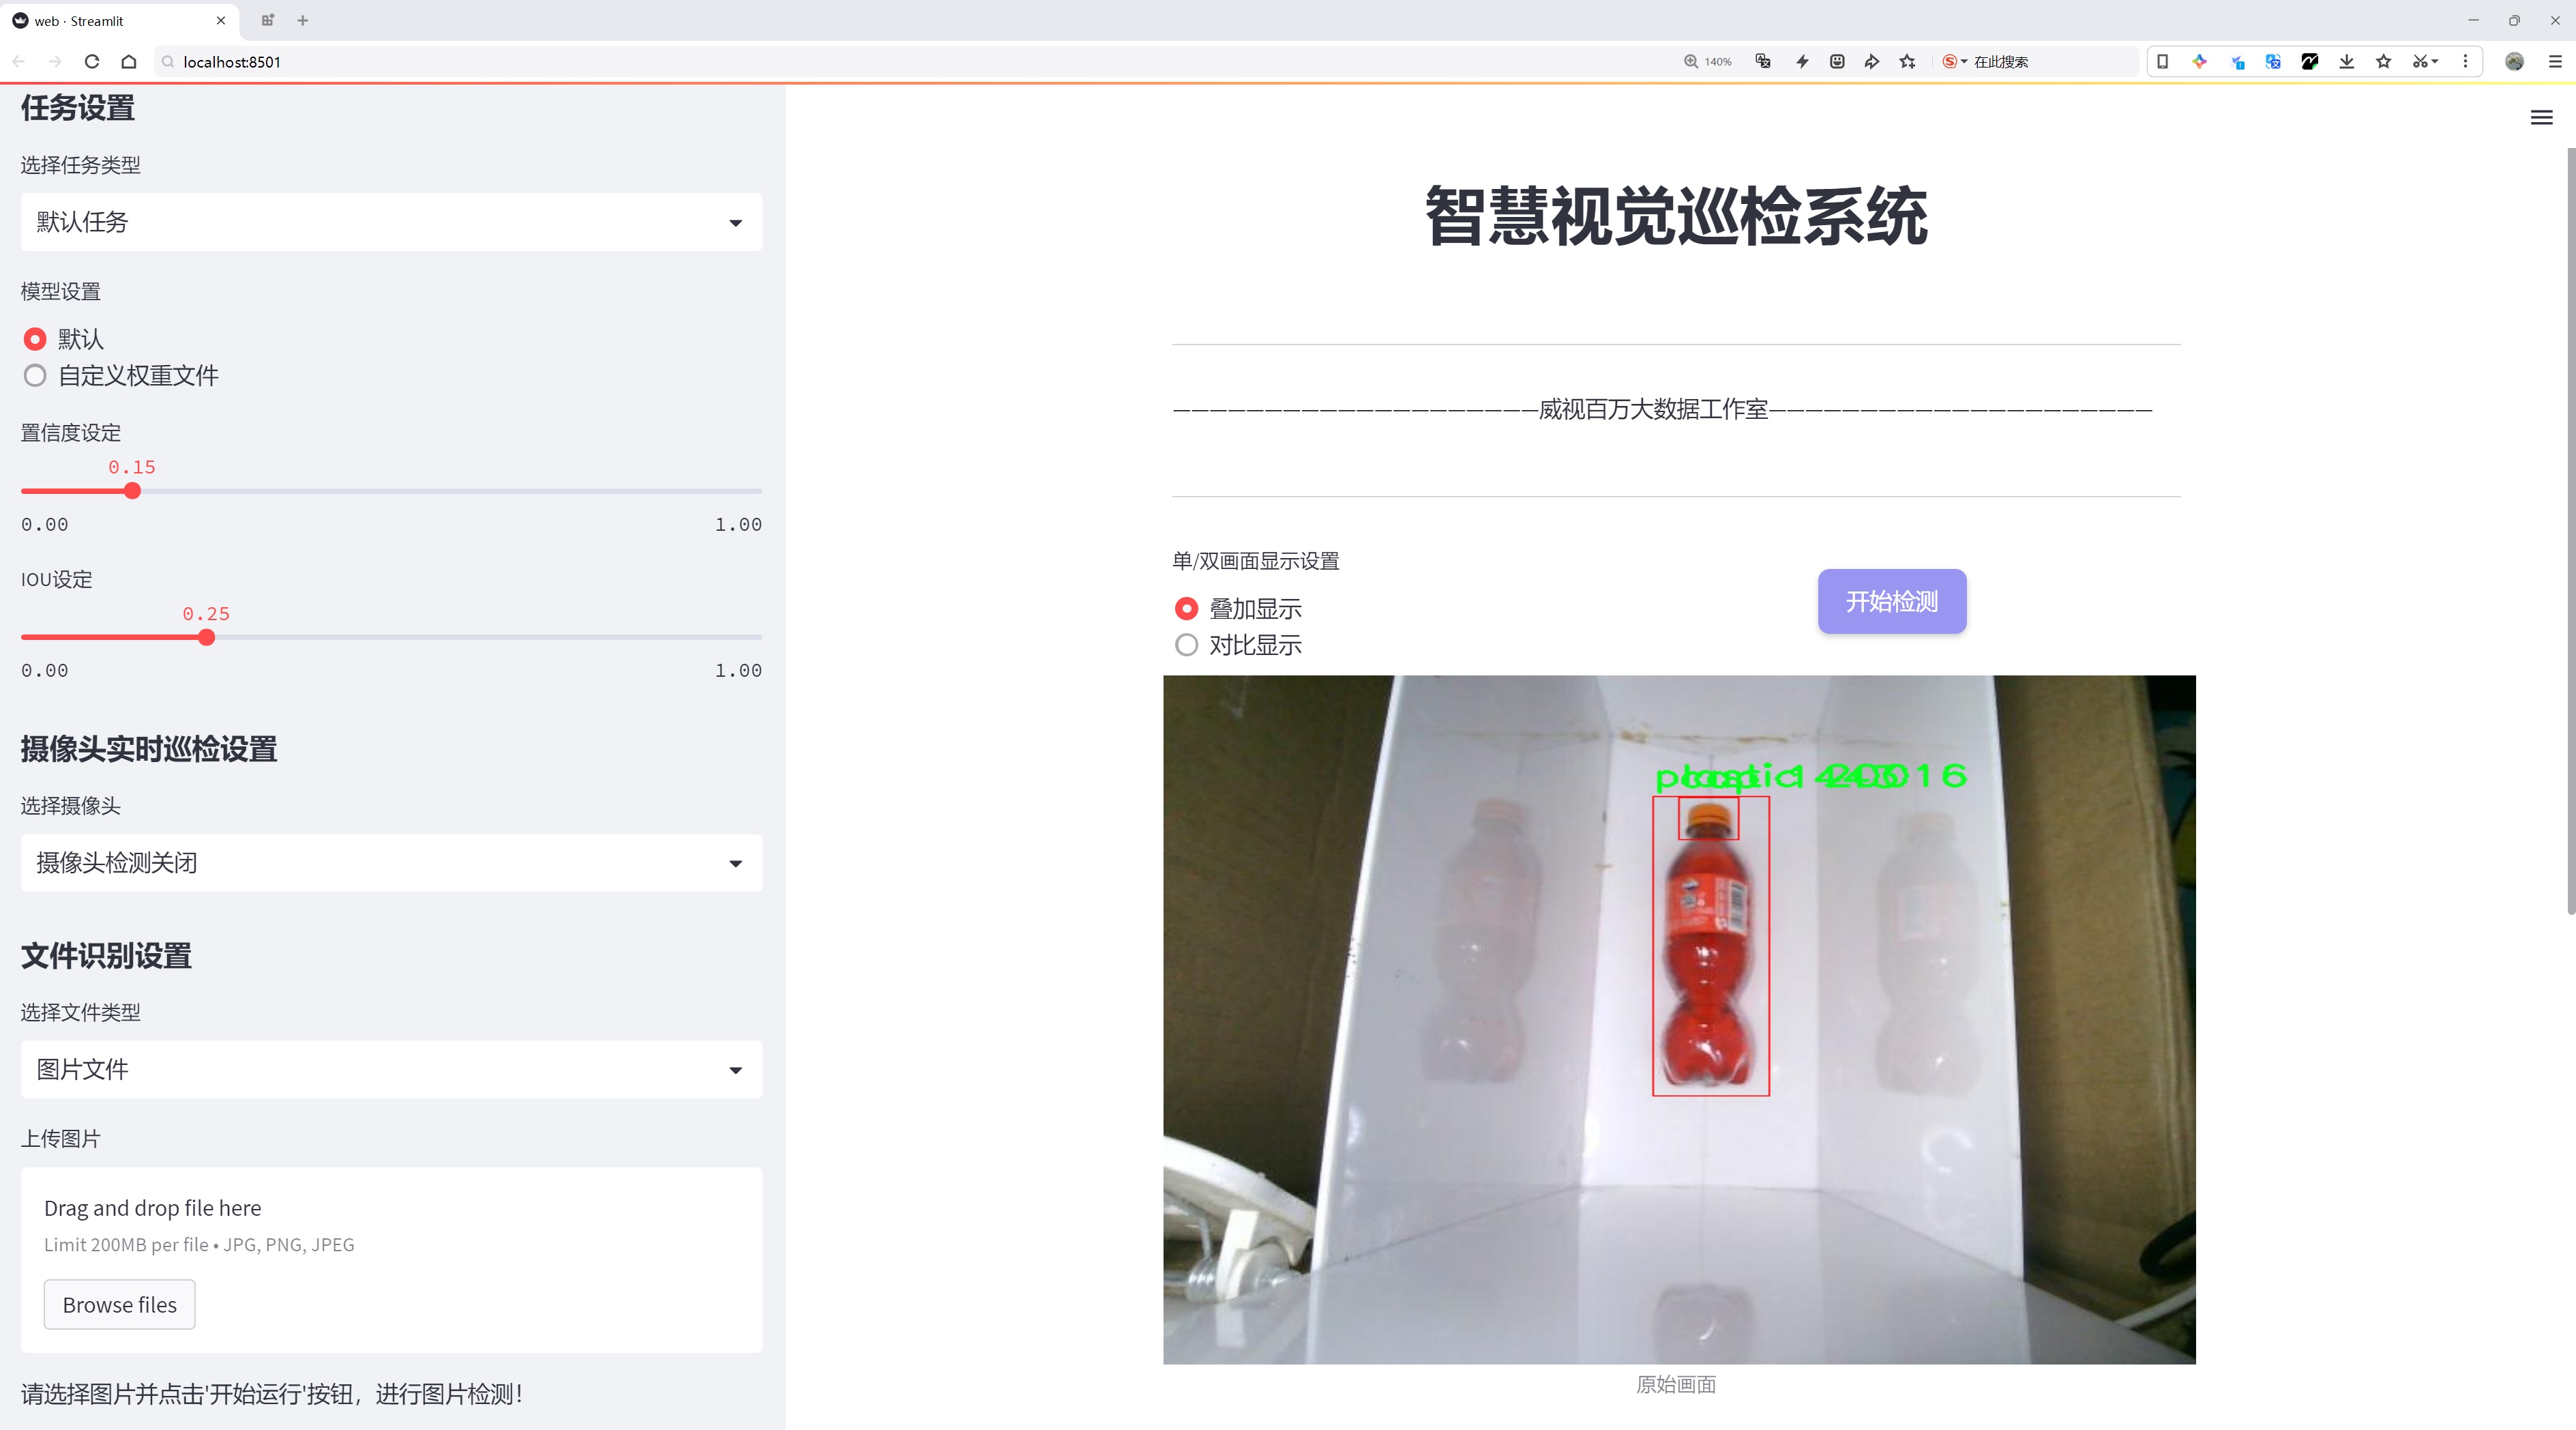 web · Streamlit
localhost:8501
140%
在此搜索
任务设置
选择任务类型
默认任务
模型设置
默认
自定义权重文件
置信度设定
0.15
0.00
1.00
IOU设定
0.25
0.00
1.00
摄像头实时巡检设置
选择摄像头
摄像头检测关闭
文件识别设置
选择文件类型
图片文件
上传图片
Drag and drop file here
Limit 200MB per file • JPG, PNG, JPEG
Browse files
请选择图片并点击'开始运行'按钮，进行图片检测！
智慧视觉巡检系统
————————————————————威视百万大数据工作室—————————————————————
单/双画面显示设置
叠加显示
对比显示
开始检测
原始画面